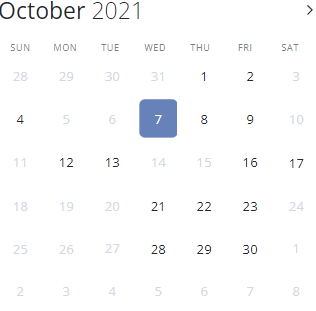 October 2021
SUN MON TUE WED THU FRI SAT
28 29 30 31 1 2 3
4 5 6 7 8 9 10
11 12 13 14 15 16 17
18 19 20 21 22 23 24
25 26 27 28 29 30 1
2 3 4 5 6 7 8